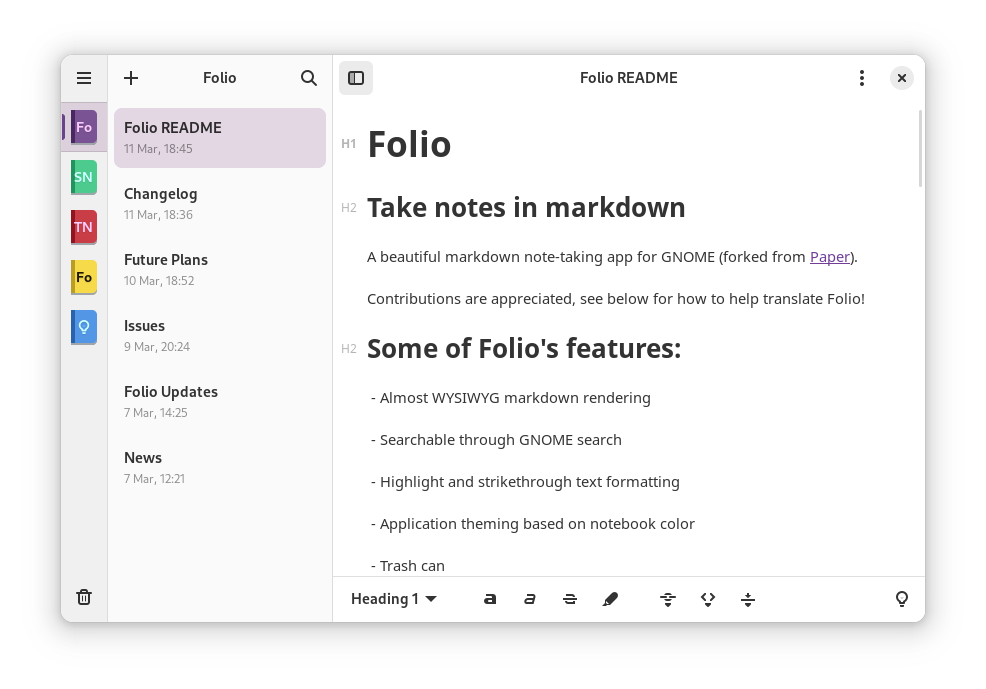 Folio
Folio README
Fo
SN
TN
Fo
Folio README
11 Mar, 18:45
Changelog
11 Mar, 18:36
Future Plans
10 Mar, 18:52
Issues
9 Mar, 20:24
Folio Updates
7 Mar, 14:25
News
7 Mar, 12:21
H1 Folio
H2 Take notes in markdown
A beautiful markdown note-taking app for GNOME (forked from Paper).
Contributions are appreciated, see below for how to help translate Folio!
H2 Some of Folio's features:
- Almost WYSIWYG markdown rendering
- Searchable through GNOME search
- Highlight and strikethrough text formatting
- Application theming based on notebook color
- Trash can
Heading 1
a
a